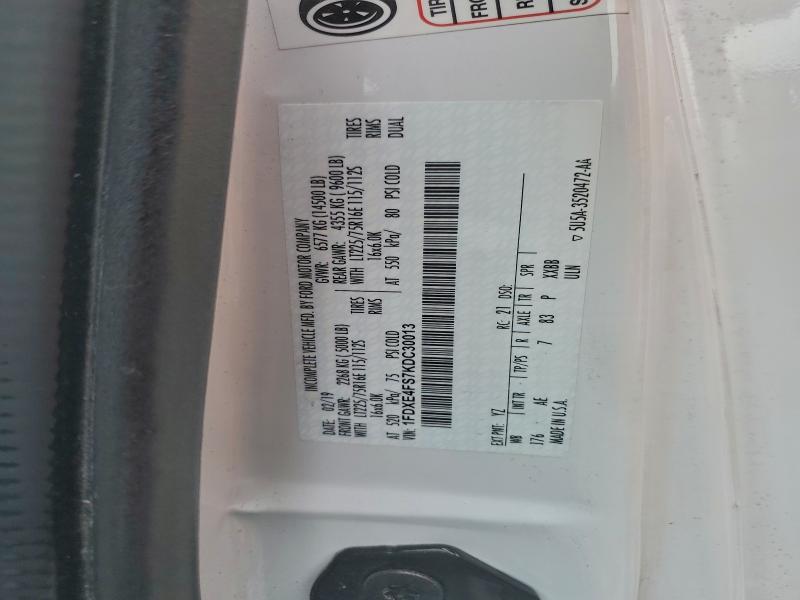 TIR
FRO
R
S
INCOMPLETE VEHICLE MFD. BY FORD MOTOR COMPANY
DATE: 02/19 GVWR: 6577 KG (14500 LB)
FRONT GAWR: 2268 KG (5000 LB) REAR GAWR: 4355 KG (9600 LB)
WITH LT225/75R16E 115/112S TIRES WITH LT225/75R16E 115/112S TIRES
16x6.0K RIMS 16x6.0K RIMS
AT 520 kPa/ 75 PSI COLD AT 550 kPa/ 80 PSI COLD DUAL
VIN: 1FDXE4FS7KDC30013
EXT PNT: YZ RC: 21 DSO:
WB INT TR TP/PS R AXLE TR SPR
176 AE 7 83 P XXBB
MADE IN U.S.A. ULN
▽ 5U5A-3520472-AA